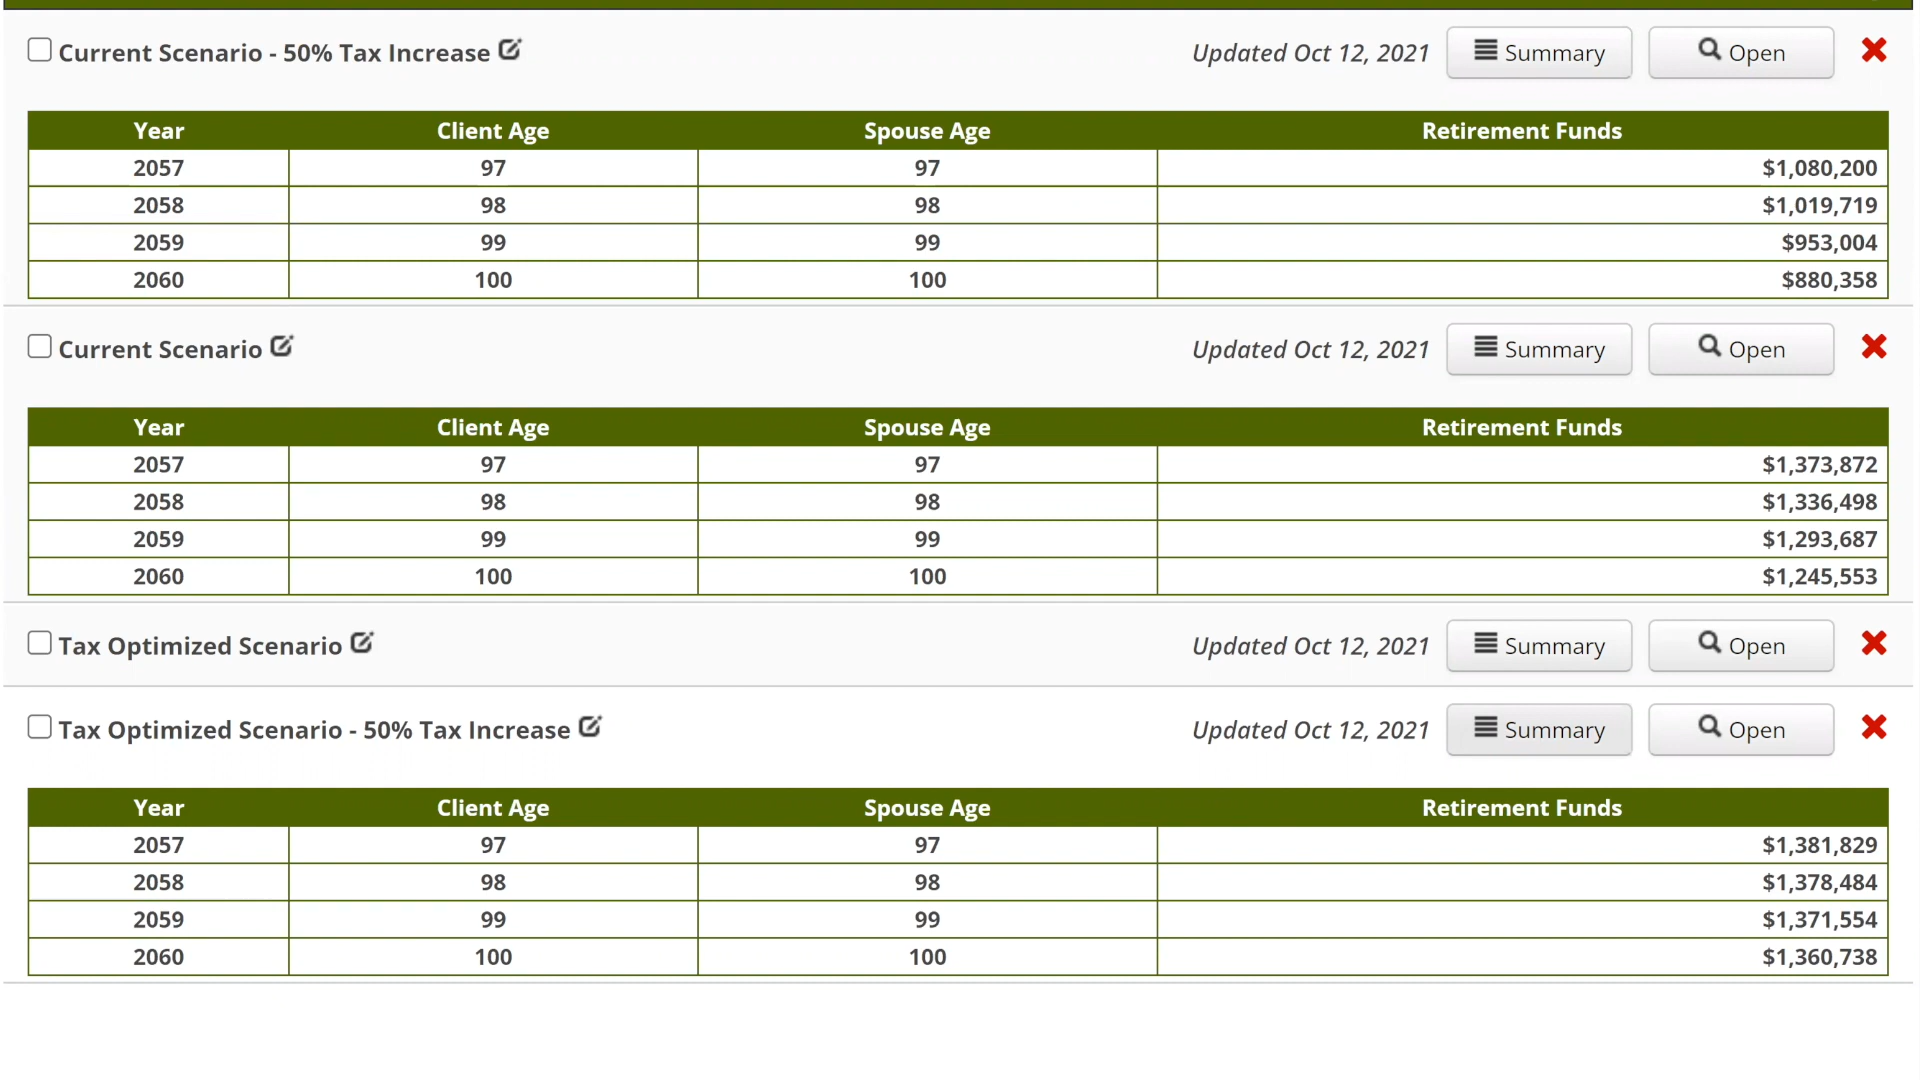 Current Scenario - 50% Tax Increase Updated Oct 12, 2021 Summary Open
Year Client Age Spouse Age Retirement Funds
2057 97 97 $1,080,200
2058 98 98 $1,019,719
2059 99 99 $953,004
2060 100 100 $880,358
Current Scenario Updated Oct 12, 2021 Summary Open
Year Client Age Spouse Age Retirement Funds
2057 97 97 $1,373,872
2058 98 98 $1,336,498
2059 99 99 $1,293,687
2060 100 100 $1,245,553
Tax Optimized Scenario Updated Oct 12, 2021 Summary Open
Tax Optimized Scenario - 50% Tax Increase Updated Oct 12, 2021 Summary Open
Year Client Age Spouse Age Retirement Funds
2057 97 97 $1,381,829
2058 98 98 $1,378,484
2059 99 99 $1,371,554
2060 100 100 $1,360,738